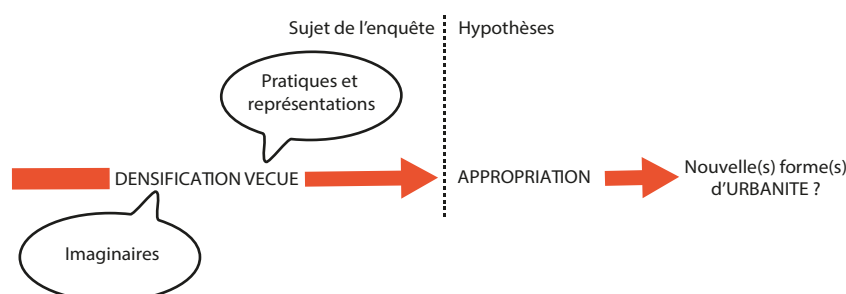 Sujet de l'enquête
Hypothèses
Pratiques et
représentations
DENSIFICATION VECUE
APPROPRIATION
Nouvelle(s) forme(s)
d'URBANITE ?
Imaginaires